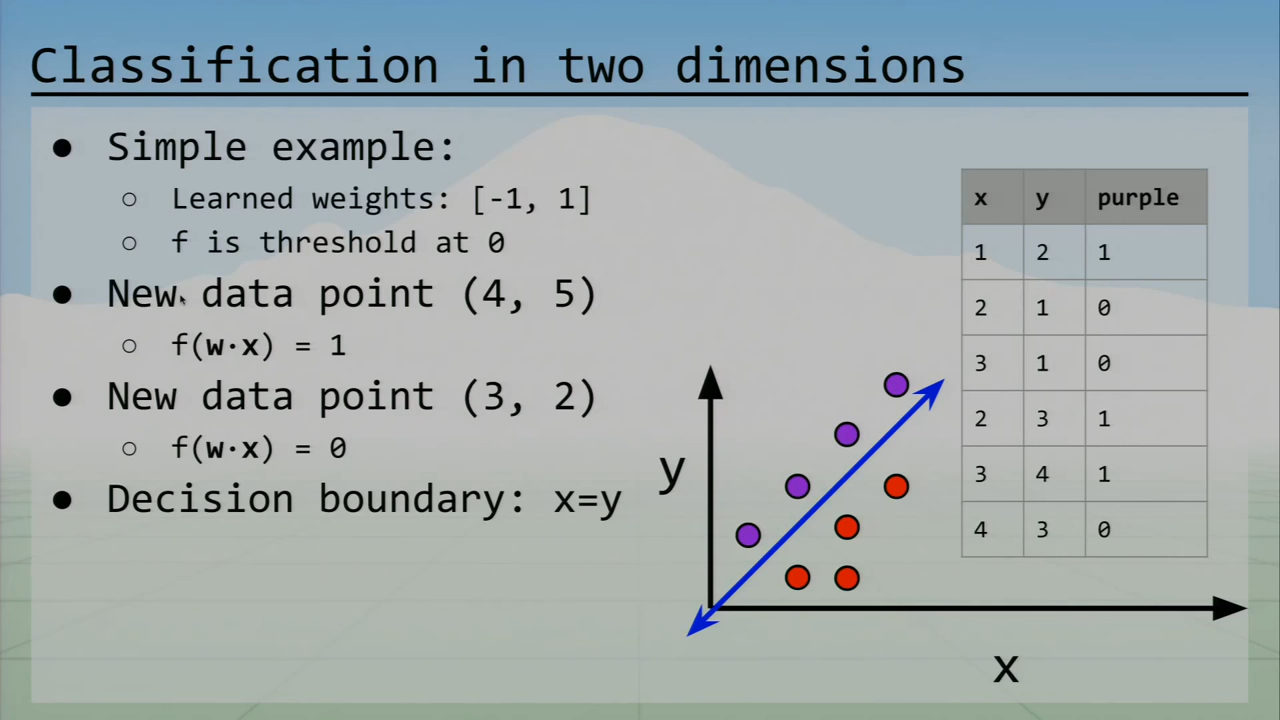 Classification in two dimensions
● Simple example:
○ Learned weights: [-1, 1]
○ f is threshold at 0
● New data point (4, 5)
○ f(w·x) = 1
● New data point (3, 2)
○ f(w·x) = 0
● Decision boundary: x=y
x y purple
1 2 1
2 1 0
3 1 0
2 3 1
3 4 1
4 3 0
y
x